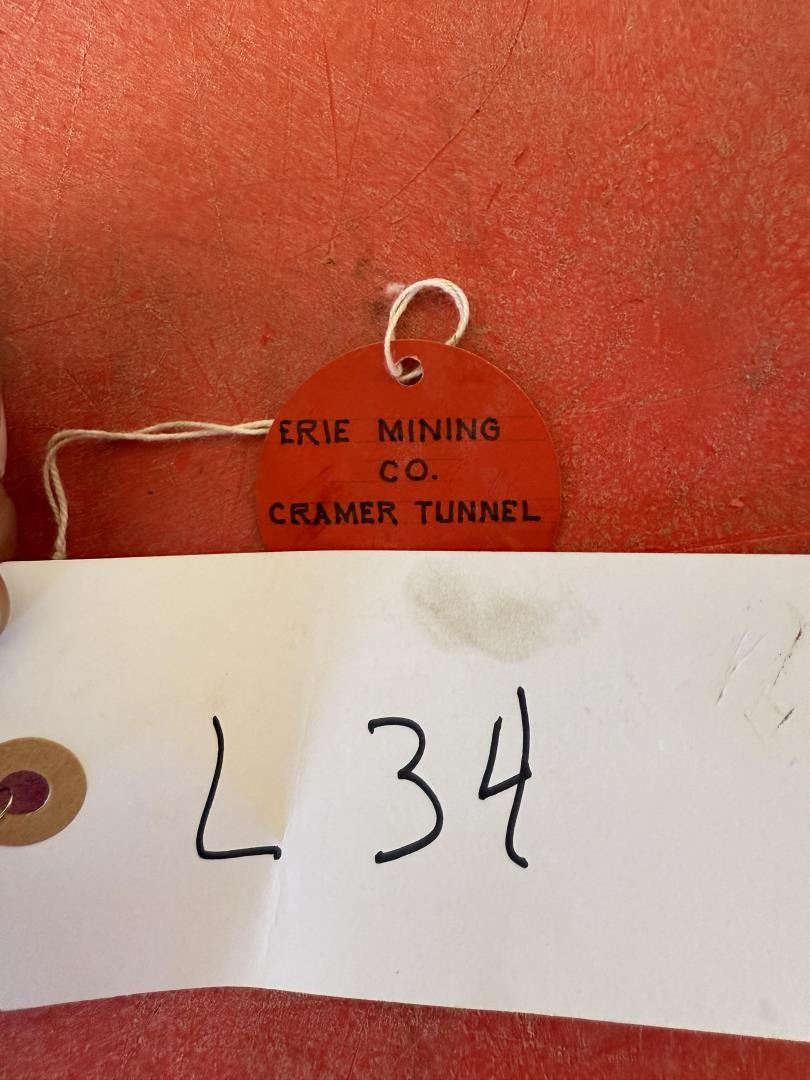 ERIE MINING
CO.
CRAMER TUNNEL
L 34